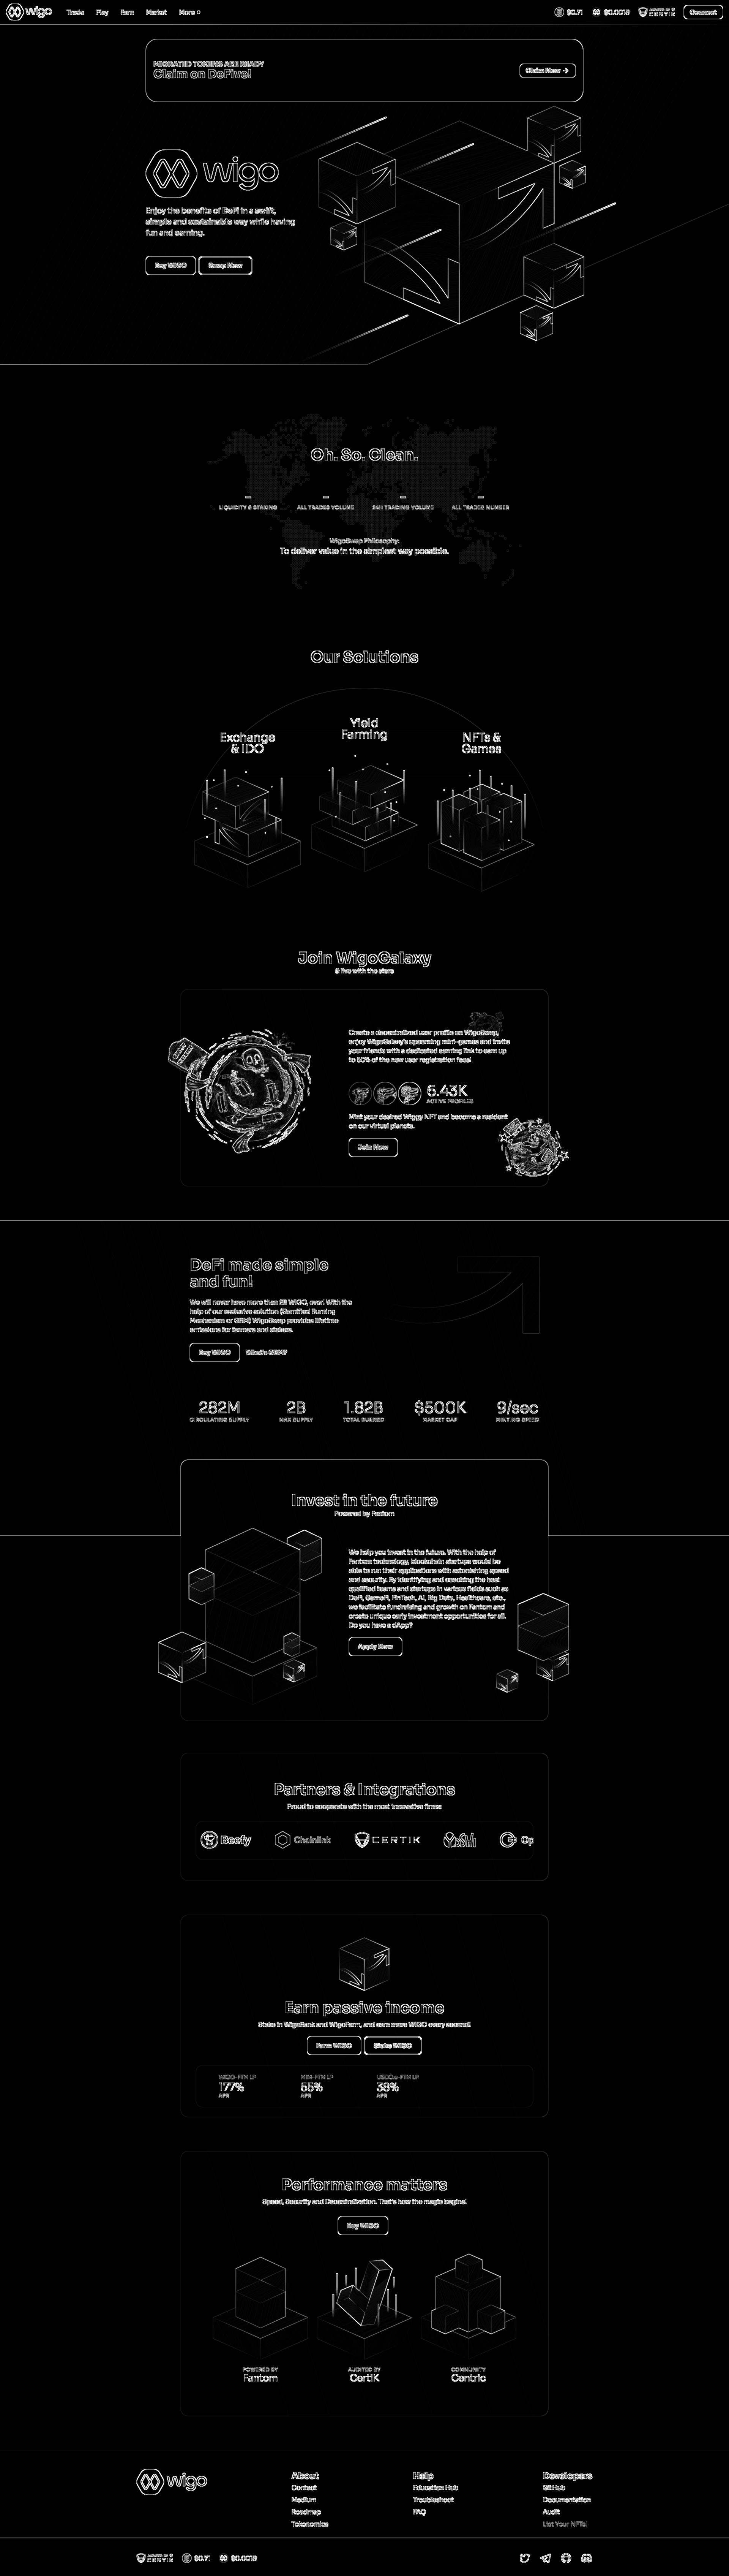 wigo
Trade
Play
Earn
Market
More
$0.7
$0.0018
AUDITED BY
CERTIK
Connect
MIGRATED TOKENS ARE READY
Claim on DeFive!
Claim Now
wigo
Enjoy the benefits of DeFi in a swift,
simple and sustainable way while having
fun and earning.
Buy WIGO
Swap Now
Oh. So. Clean.
LIQUIDITY & STAKING
ALL TRADES VOLUME
24H TRADING VOLUME
ALL TRADES NUMBER
WigoSwap Philosophy:
To deliver value in the simplest way possible.
Our Solutions
Exchange
& IDO
Yield
Farming
NFTs &
Games
Join WigoGalaxy
& live with the stars
Create a decentralized user profile on WigoSwap,
enjoy WigoGalaxy's upcoming mini-games and invite
your friends with a dedicated earning link to earn up
to 50% of the new user registration fees!
6.43K
ACTIVE PROFILES
Mint your desired Wiggy NFT and become a resident
on our virtual planets.
Join Now
DeFi made simple
and fun!
We will never have more than 2B WIGO, ever! With the
help of our exclusive solution (Gamified Burning
Mechanism or GBM) WigoSwap provides lifetime
emissions for farmers and stakers.
Buy WIGO
What's GBM?
282M
CIRCULATING SUPPLY
2B
MAX SUPPLY
1.82B
TOTAL BURNED
$500K
MARKET CAP
9/sec
MINTING SPEED
Invest in the future
Powered by Fantom
We help you invest in the future. With the help of
Fantom technology, blockchain startups would be
able to run their applications with astonishing speed
and security. By identifying and coaching the best
qualified teams and startups in various fields such as
DeFi, GameFi, FinTech, AI, Big Data, Healthcare, etc.,
we facilitate fundraising and growth on Fantom and
create unique early investment opportunities for all.
Do you have a dApp?
Apply Now
Partners & Integrations
Proud to cooperate with the most innovative firms:
Beefy
Chainlink
CERTIK
Op
Earn passive income
Stake in WigoBank and WigoFarm, and earn more WIGO every second!
Farm WIGO
Stake WIGO
WIGO-FTM LP
177%
APR
MIM-FTM LP
55%
APR
USDC.e-FTM LP
38%
APR
Performance matters
Speed, Security and Decentralization. That's how the magic begins!
Buy WIGO
POWERED BY
Fantom
AUDITED BY
CertiK
COMMUNITY
Centric
wigo
About
Contact
Medium
Roadmap
Tokenomics
Help
Education Hub
Troubleshoot
FAQ
Developers
GitHub
Documentation
Audit
List Your NFTs!
AUDITED BY
CERTIK
$0.7
$0.0018